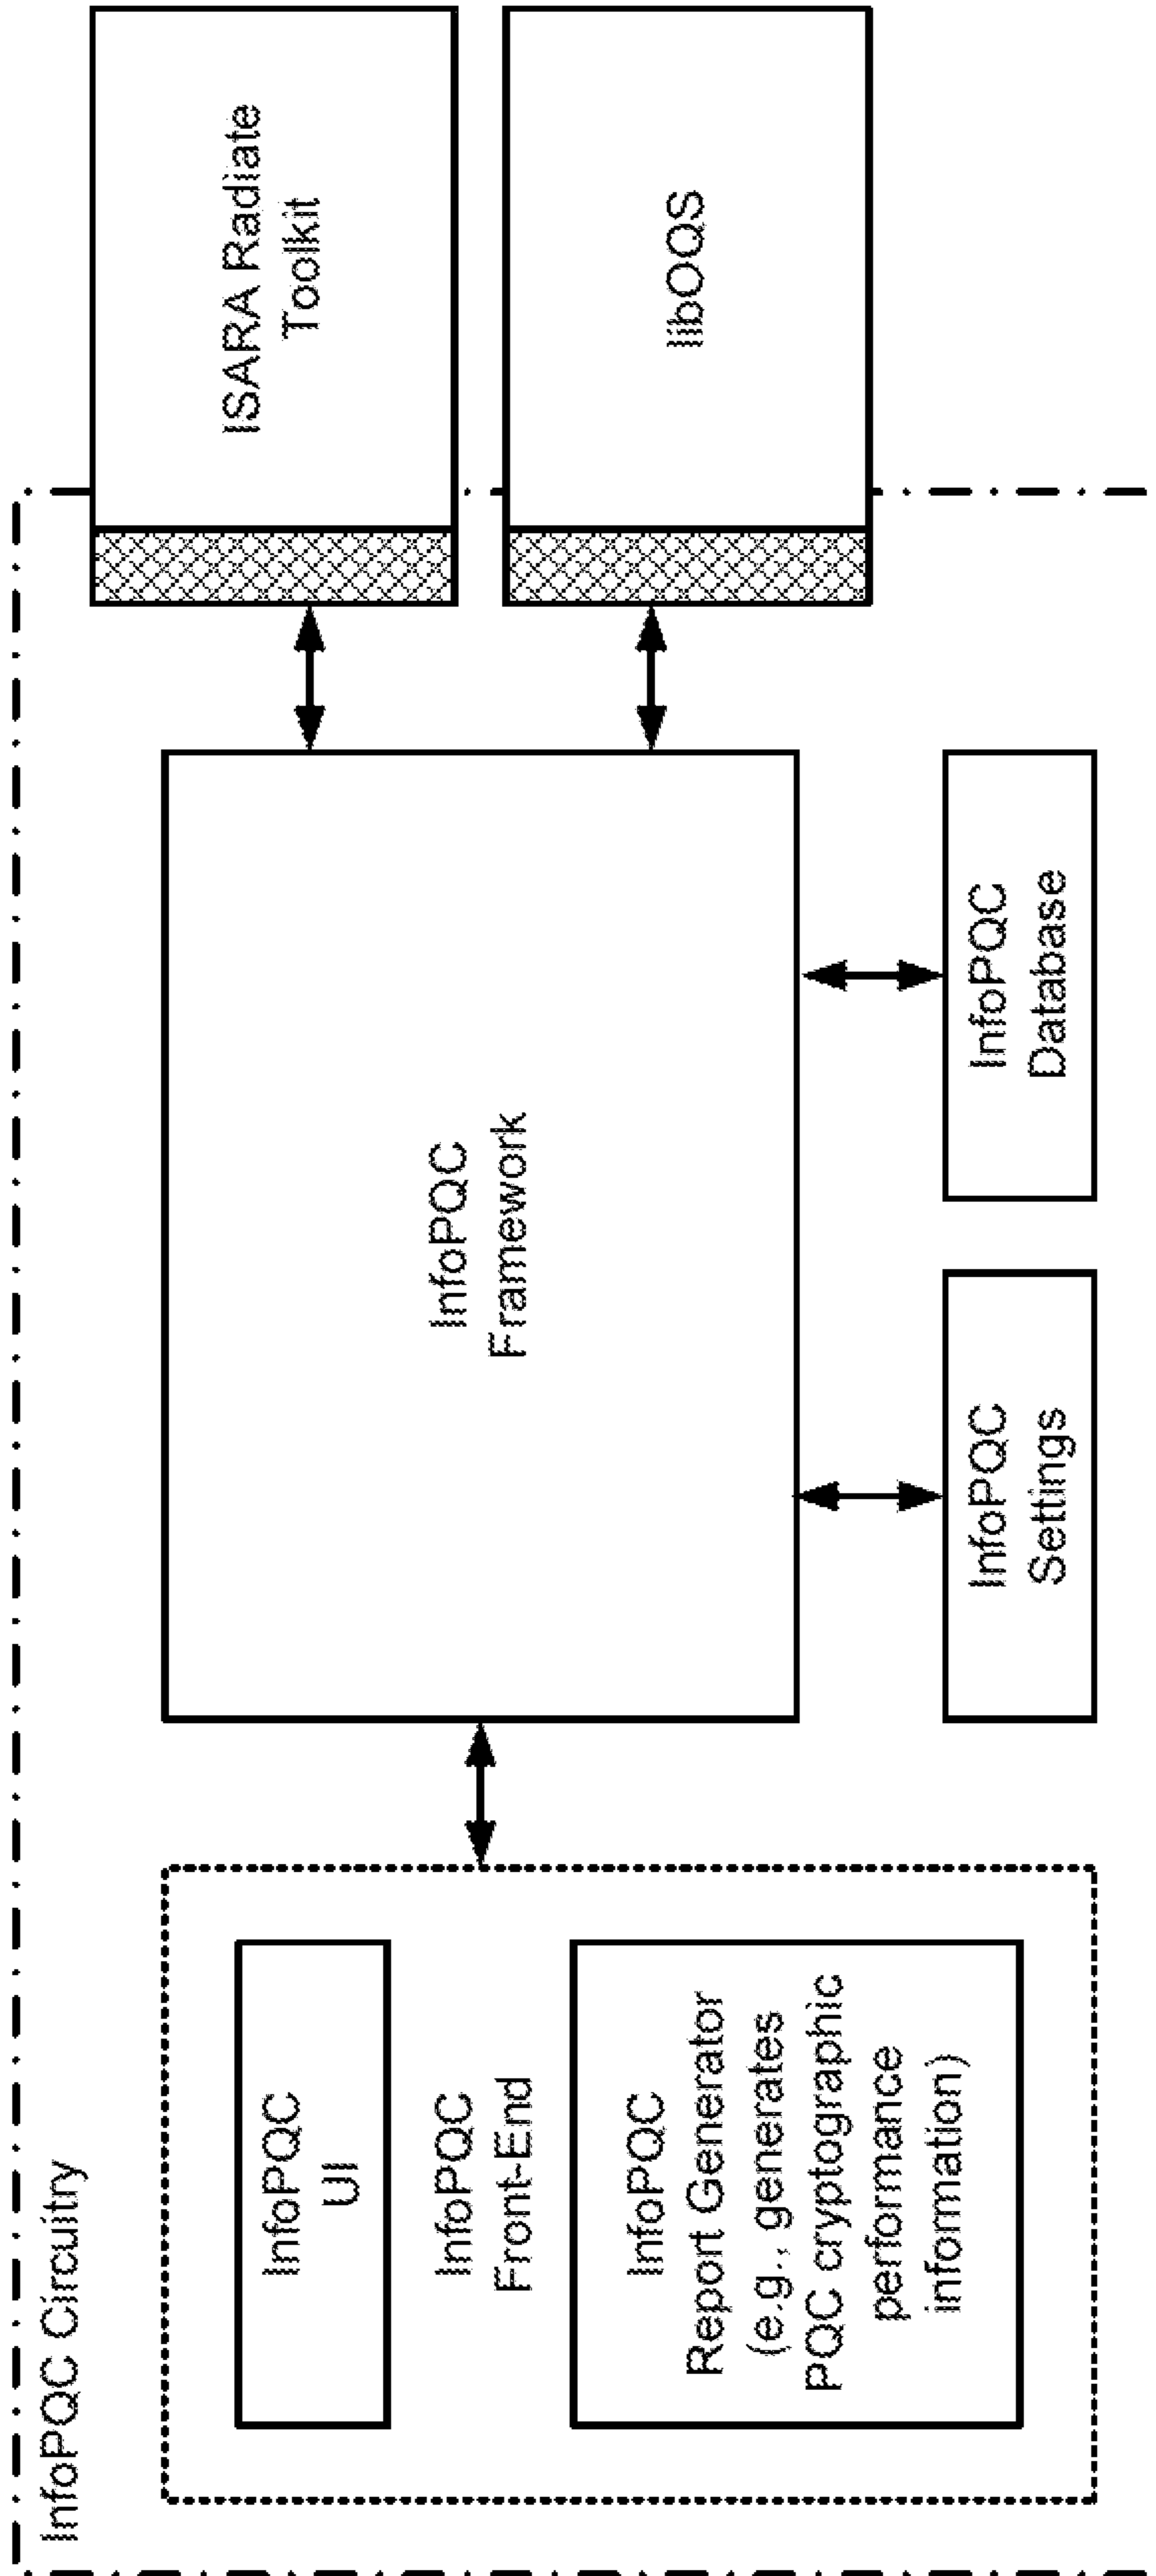 InfoPQC Circuitry
InfoPQC
UI
InfoPQC
Front-End
InfoPQC
Report Generator
(e.g., generates
PQC cryptographic
performance
information)
InfoPQC
Framework
InfoPQC
Settings
InfoPQC
Database
ISARA Radiate
Toolkit
libOQS